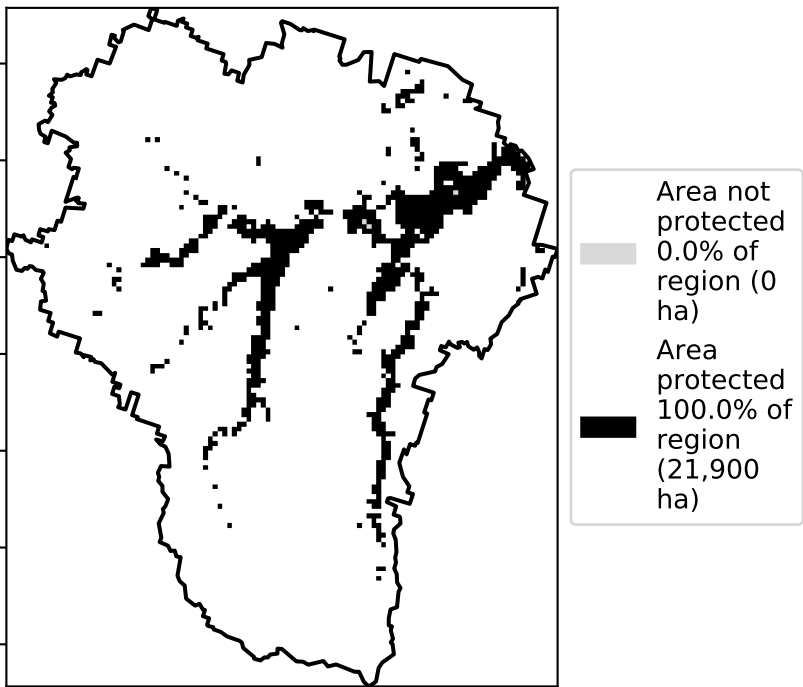 Area not
protected
0.0% of
region (0
ha)
Area
protected
100.0% of
region
(21,900
ha)